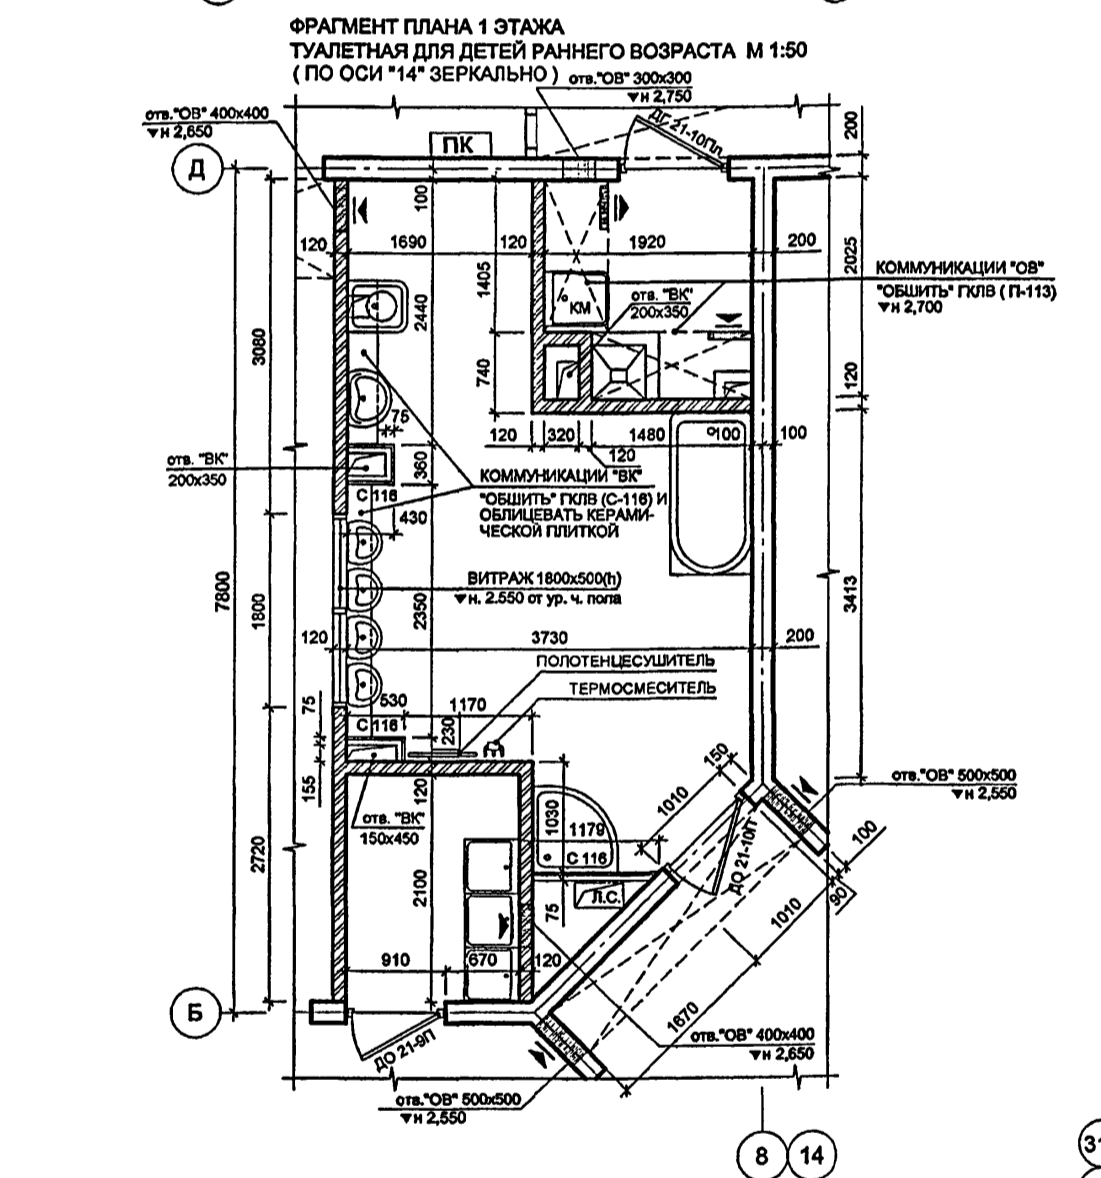 ФРАГМЕНТ ПЛАНА 1 ЭТАЖА
ТУАЛЕТНАЯ ДЛЯ ДЕТЕЙ РАННЕГО ВОЗРАСТА М 1:50
( ПО ОСИ "14" ЗЕРКАЛЬНО )
отв."ОВ" 300х300
▼н 2,750
отв."ОВ" 400х400
▼н 2,650
ДГ 21-10Пл
200
ПК
Д
100
120
1690
120
1920
200
2025
КОММУНИКАЦИИ "ОВ"
"ОБШИТЬ" ГКЛВ ( П-113)
▼н 2,700
1405
2440
КМ
отв. "ВК"
200х350
3080
740
120
75
120
320
1480
100
100
120
отв. "ВК"
200х350
360
КОММУНИКАЦИИ "ВК"
"ОБШИТЬ" ГКЛВ (С-116) И
ОБЛИЦЕВАТЬ КЕРАМИ-
ЧЕСКОЙ ПЛИТКОЙ
С 116
430
7800
1800
ВИТРАЖ 1800х500(h)
▼н. 2.550 от ур. ч. пола
2350
3413
120
3730
200
ПОЛОТЕНЦЕСУШИТЕЛЬ
ТЕРМОСМЕСИТЕЛЬ
75
530
1170
С 116
230
150
155
120
1010
отв."ОВ" 500х500
▼н 2,550
отв. "ВК"
150х450
1030
1179
С 116
ДО 21-10П
100
2720
2100
75
Л.С.
90
1010
910
670
120
1670
Б
ДО 21-9П
отв."ОВ" 400х400
▼н 2,650
отв."ОВ" 500х500
▼н 2,550
8
14
31